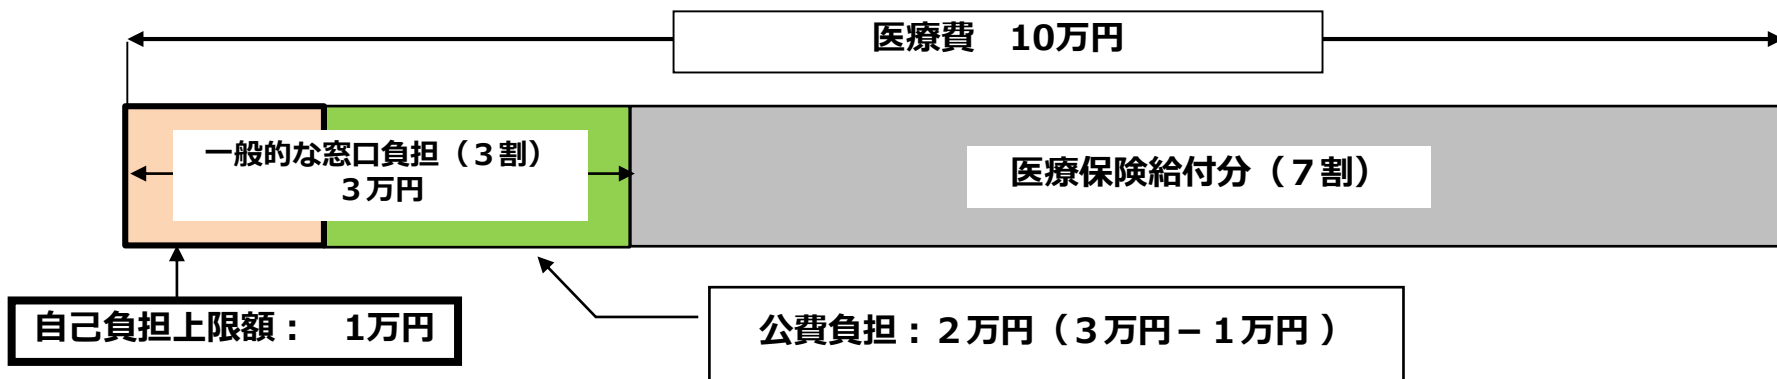 医療費　10万円
一般的な窓口負担（３割）
３万円
医療保険給付分（７割）
自己負担上限額：　1万円
公費負担：２万円（３万円－１万円 ）